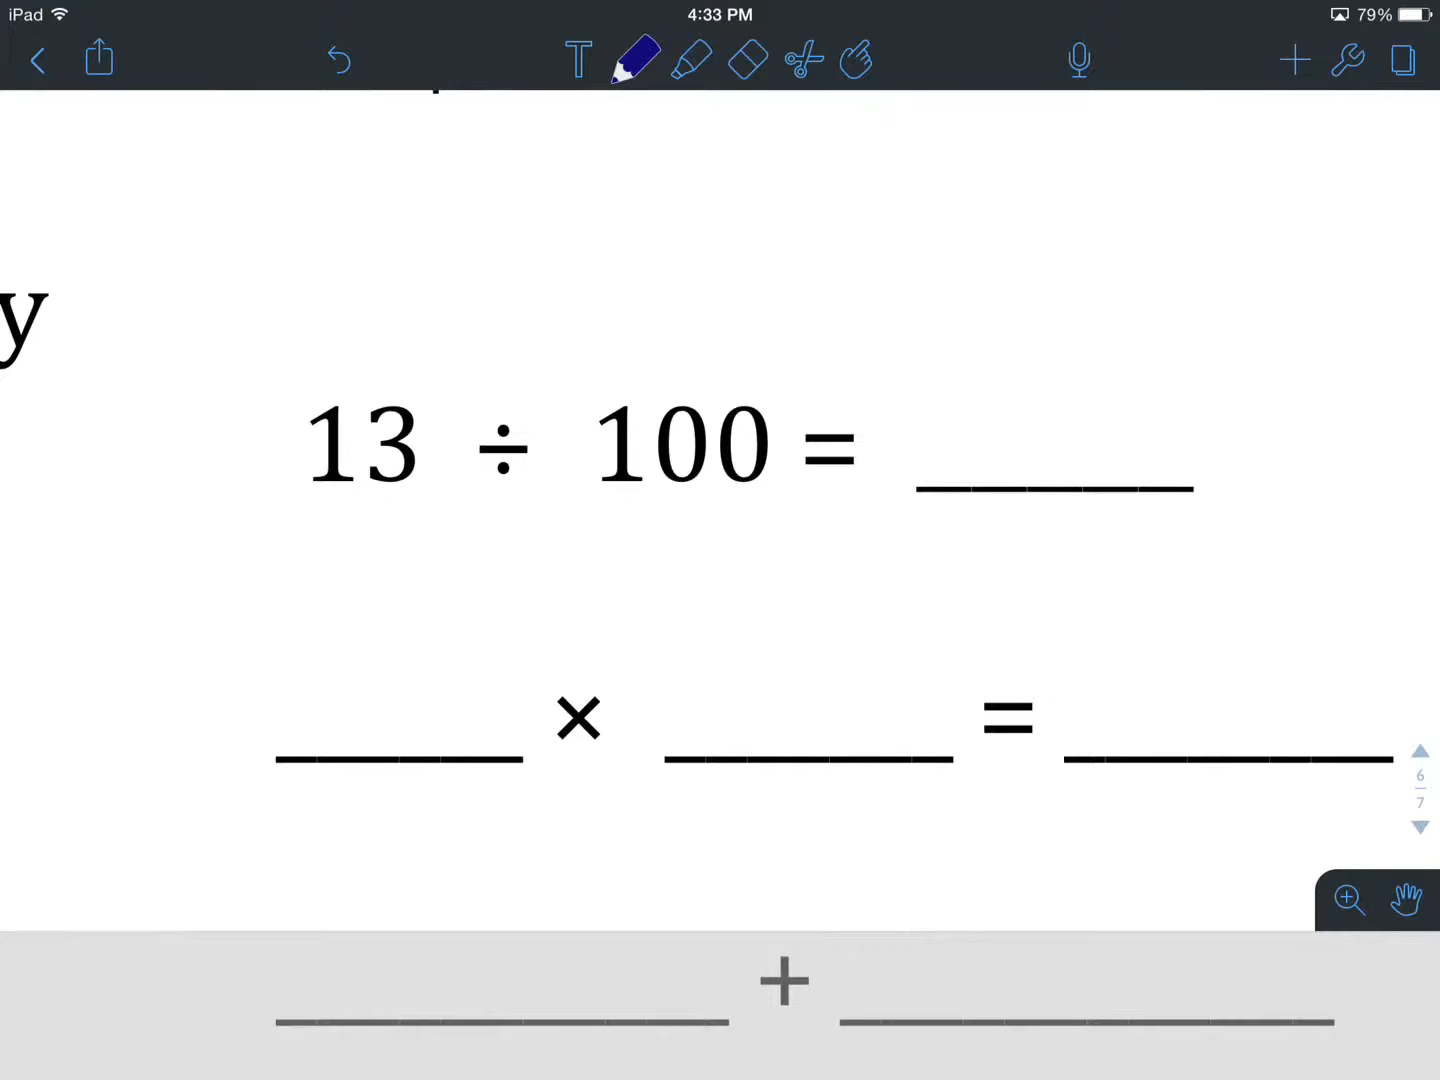 iPad 4:33 PM 79%
T
y
13 ÷ 100 = ______
______ × ______ = ______
6
7
______ + ______